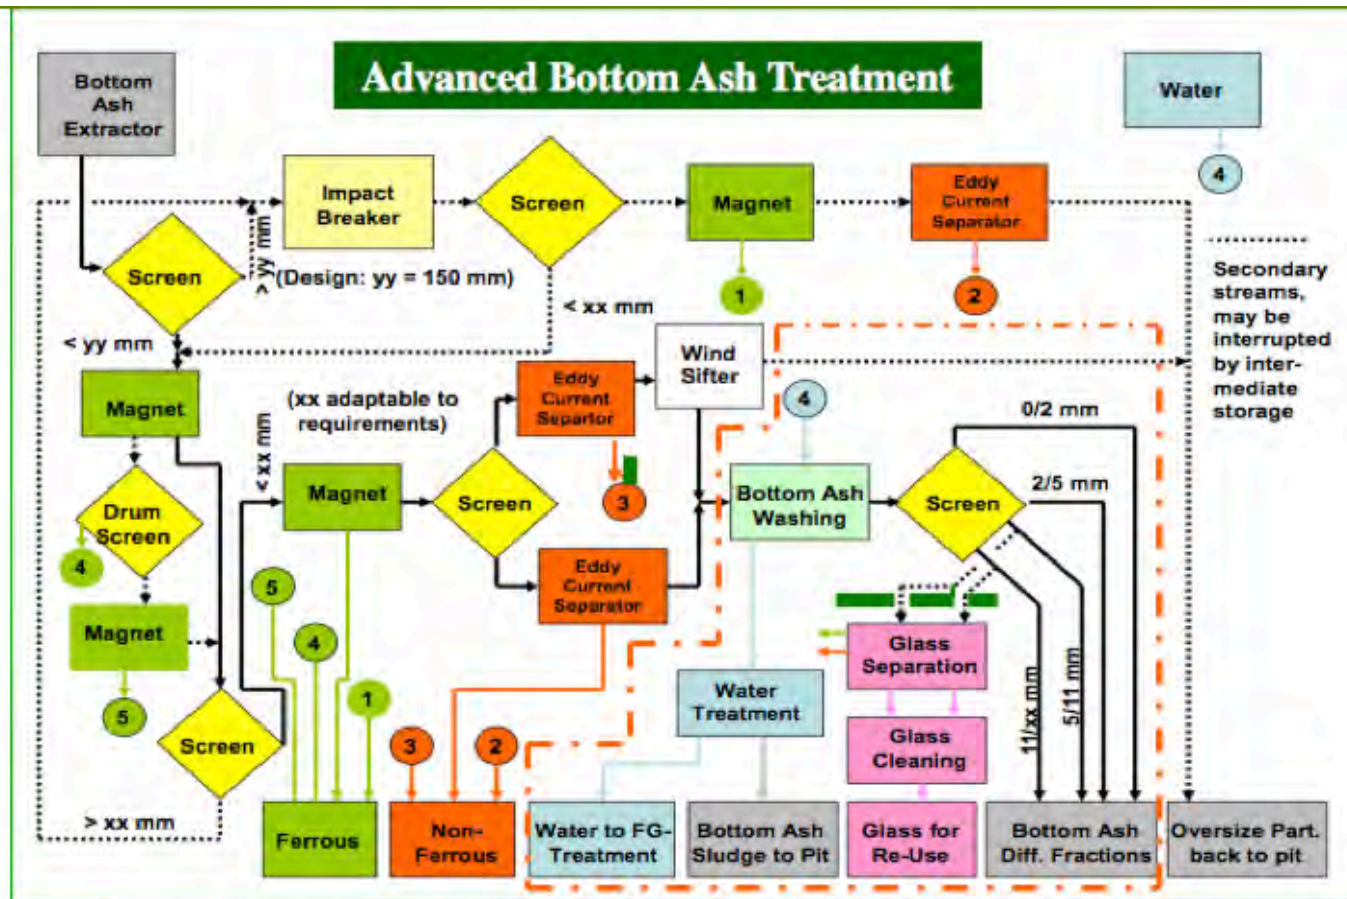 Advanced Bottom Ash Treatment
Bottom
Ash
Extractor
Water
4
Impact
Breaker
Screen
Magnet
Eddy
Current
Separator
Screen
> yy mm
(Design: yy = 150 mm)
1
2
Secondary
streams,
may be
interrupted
by inter-
mediate
storage
< xx mm
< yy mm
Wind
Sifter
Magnet
(xx adaptable to
requirements)
Eddy
Current
Separtor
4
0/2 mm
< xx mm
Magnet
Screen
3
Bottom Ash
Washing
Screen
2/5 mm
Drum
Screen
4
Eddy
Current
Separator
5
Magnet
4
Glass
Separation
5
1
Water
Treatment
Screen
3
2
Glass
Cleaning
11/xx mm
5/11 mm
> xx mm
Ferrous
Non-
Ferrous
Water to FG-
Treatment
Bottom Ash
Sludge to Pit
Glass for
Re-Use
Bottom Ash
Diff. Fractions
Oversize Part.
back to pit